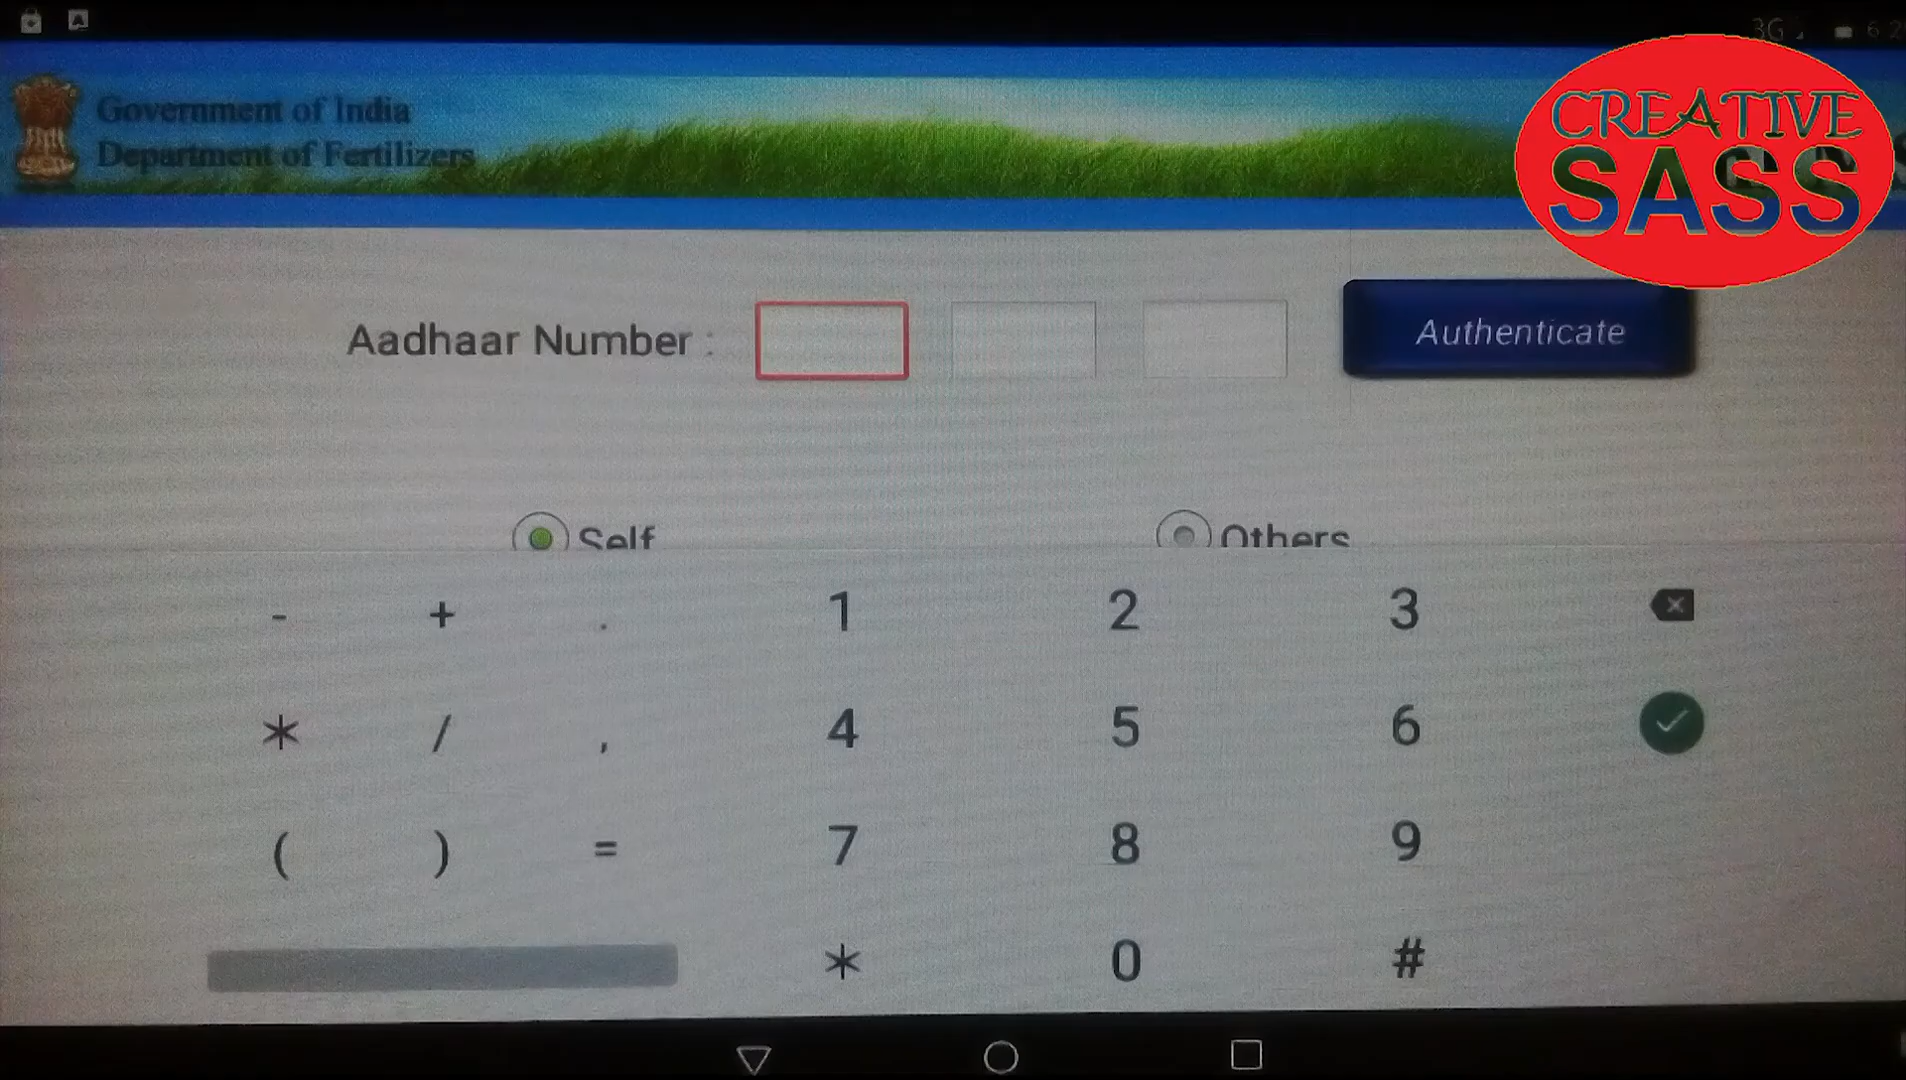 3G
CREATIVE
SASS
Government of India
Department of Fertilizers
Aadhaar Number :
Authenticate
Self
Others
- + . 1 2 3
* / , 4 5 6
( ) = 7 8 9
* 0 #